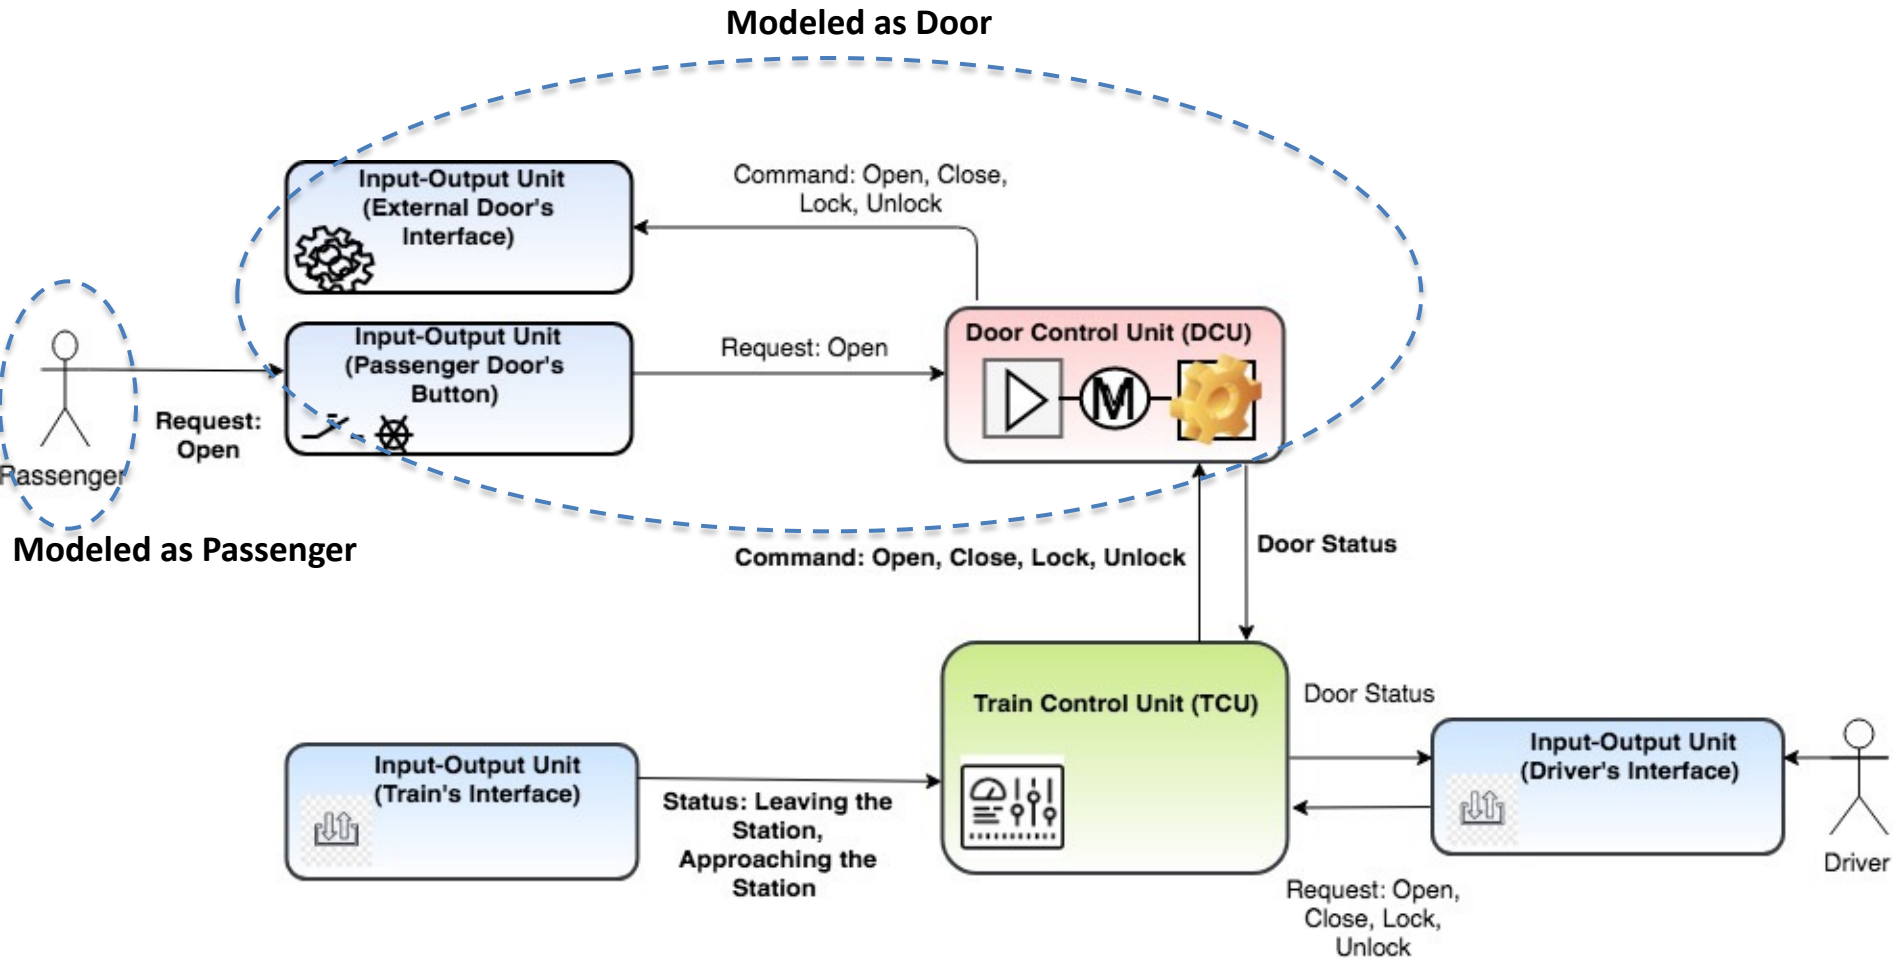 Modeled as Door
Input-Output Unit
(External Door's
Interface)
Command: Open, Close,
Lock, Unlock
Input-Output Unit
(Passenger Door's
Button)
Request: Open
Door Control Unit (DCU)
M
Request:
Open
Passenger
Modeled as Passenger
Command: Open, Close, Lock, Unlock
Door Status
Train Control Unit (TCU)
Door Status
Input-Output Unit
(Train's Interface)
Status: Leaving the
Station,
Approaching the
Station
Input-Output Unit
(Driver's Interface)
Driver
Request: Open,
Close, Lock,
Unlock